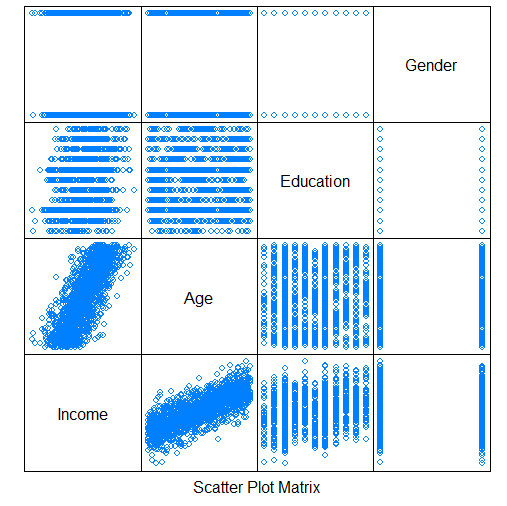 Gender
Education
Age
Income
Scatter Plot Matrix